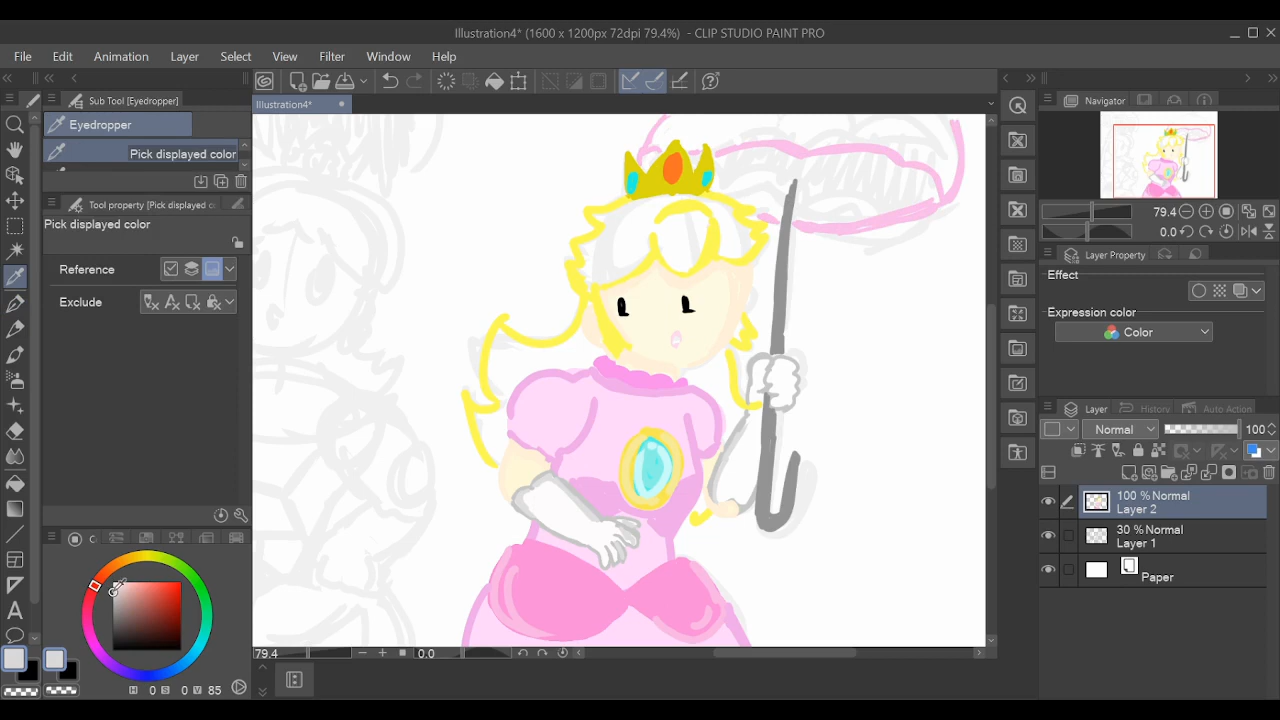 Illustration4* (1600 x 1200px 72dpi 79.4%) - CLIP STUDIO PAINT PRO
File Edit Animation Layer Select View Filter Window Help
Sub Tool [Eyedropper]
Eyedropper
Pick displayed color
Tool property [Pick displayed cc
Pick displayed color
Reference
Exclude
H 0 S 0 V 85
Illustration4*
79.4 0.0
Navigator
79.4
0.0
Layer Property
Effect
Expression color
Color
Layer History Auto Action
Normal 100
100 % Normal
Layer 2
30 % Normal
Layer 1
Paper